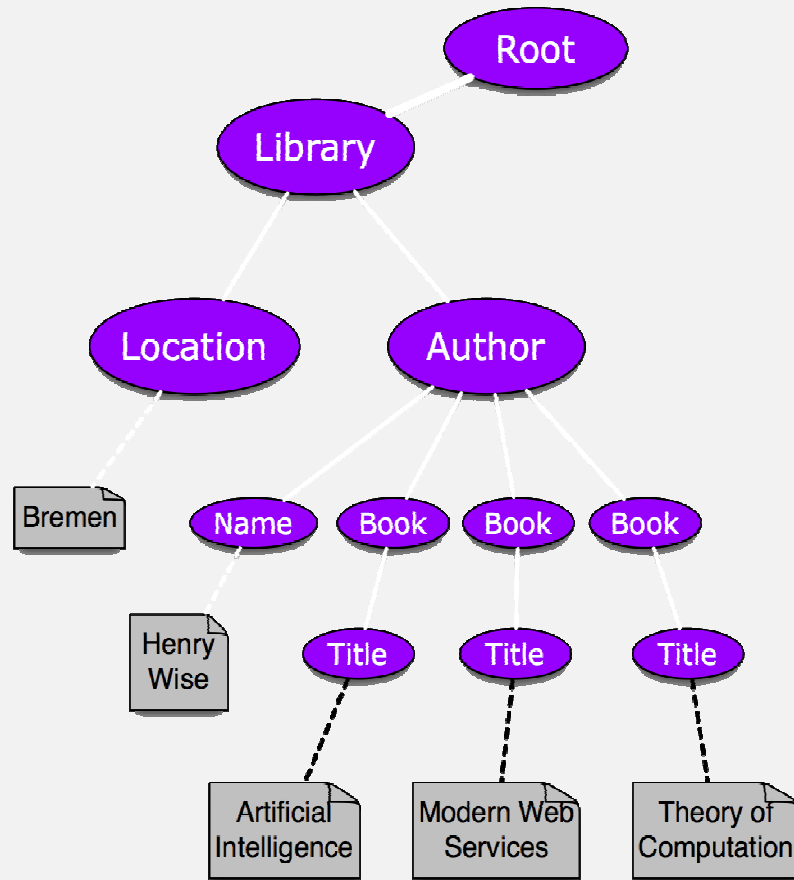 Root
Library
Location
Author
Bremen
Name
Book
Book
Book
Henry
Wise
Title
Title
Title
Artificial
Intelligence
Modern Web
Services
Theory of
Computation